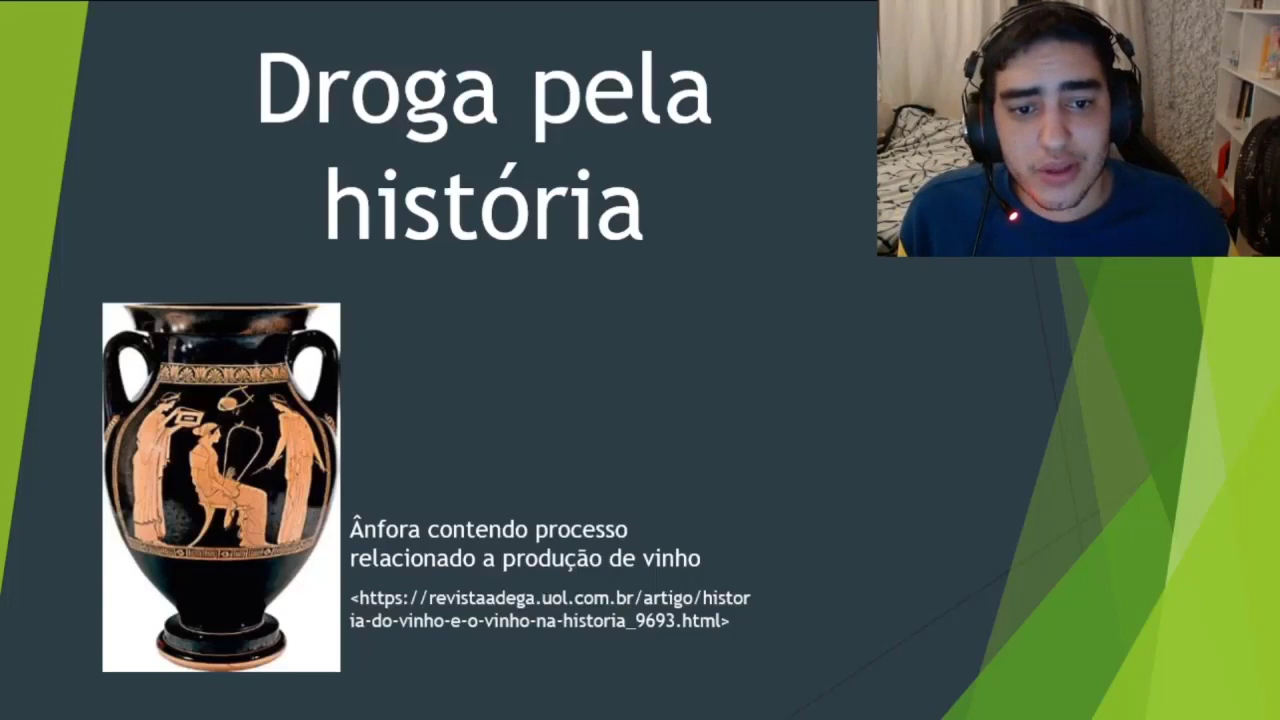 Droga pela
história
Ânfora contendo processo
relacionado a produção de vinho
<https://revistaadega.uol.com.br/artigo/histor
ia-do-vinho-e-o-vinho-na-historia_9693.html>